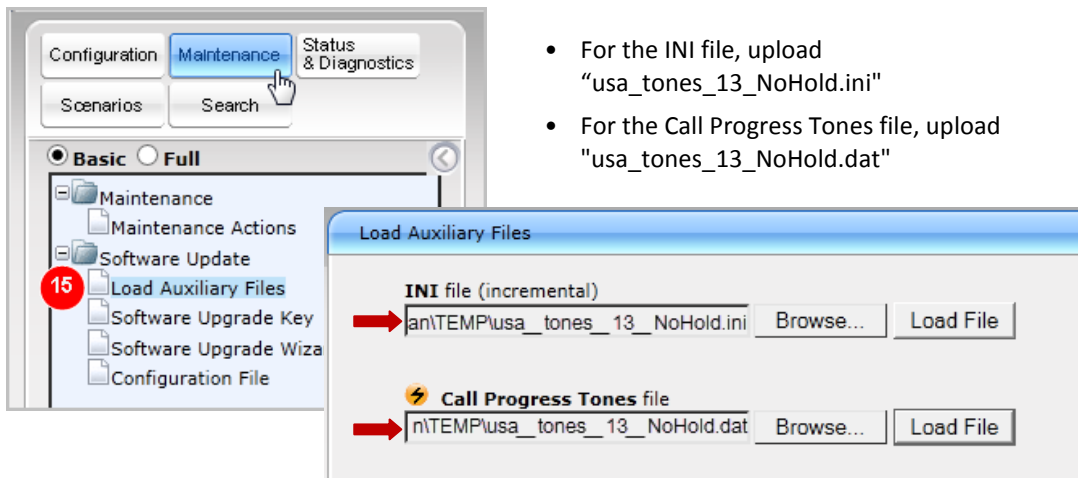 Configuration
Maintenance
Status
& Diagnostics
Scenarios
Search
Basic
Full
Maintenance
Maintenance Actions
Software Update
15
Load Auxiliary Files
Software Upgrade Key
Software Upgrade Wiza
Configuration File
• For the INI file, upload
“usa_tones_13_NoHold.ini"
• For the Call Progress Tones file, upload
"usa_tones_13_NoHold.dat"
Load Auxiliary Files
INI file (incremental)
an\TEMP\usa__tones__13__NoHold.ini Browse... Load File
Call Progress Tones file
n\TEMP\usa__tones__13__NoHold.dat Browse... Load File